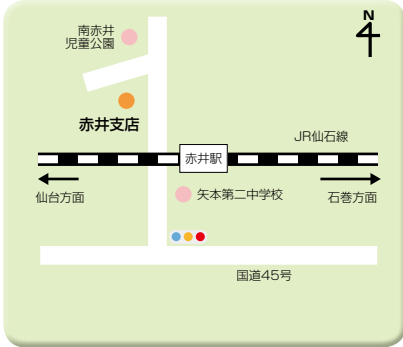 南赤井
児童公園
N
赤井支店
JR仙石線
赤井駅
仙台方面
矢本第二中学校
石巻方面
国道45号